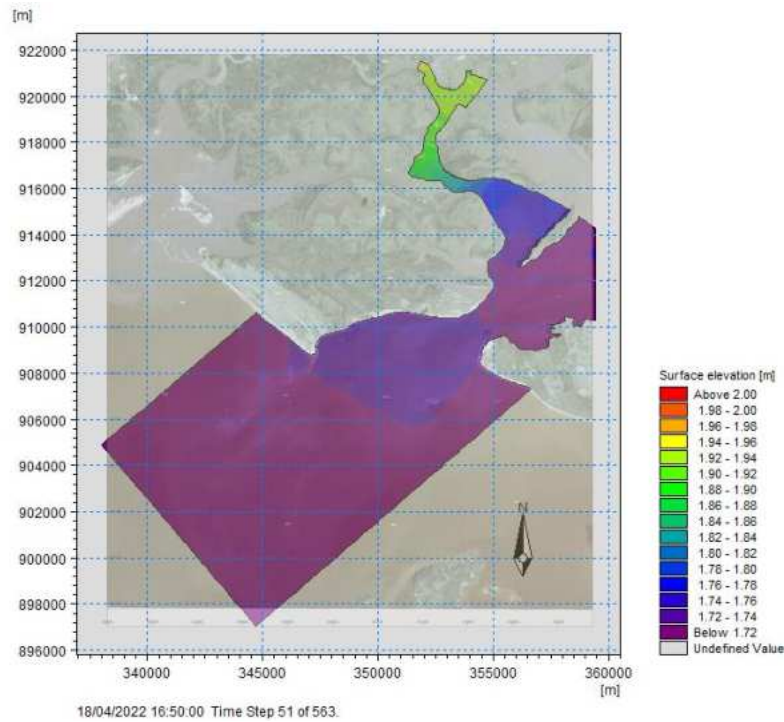 [m]
922000
920000
918000
916000
914000
912000
910000
908000
906000
904000
902000
900000
898000
896000
340000 345000 350000 355000 360000
[m]
N
Surface elevation [m]
Above 2.00
1.98 - 2.00
1.96 - 1.98
1.94 - 1.96
1.92 - 1.94
1.90 - 1.92
1.88 - 1.90
1.86 - 1.88
1.84 - 1.86
1.82 - 1.84
1.80 - 1.82
1.78 - 1.80
1.76 - 1.78
1.74 - 1.76
1.72 - 1.74
Below 1.72
Undefined Value
18/04/2022 16:50:00 Time Step 51 of 563.